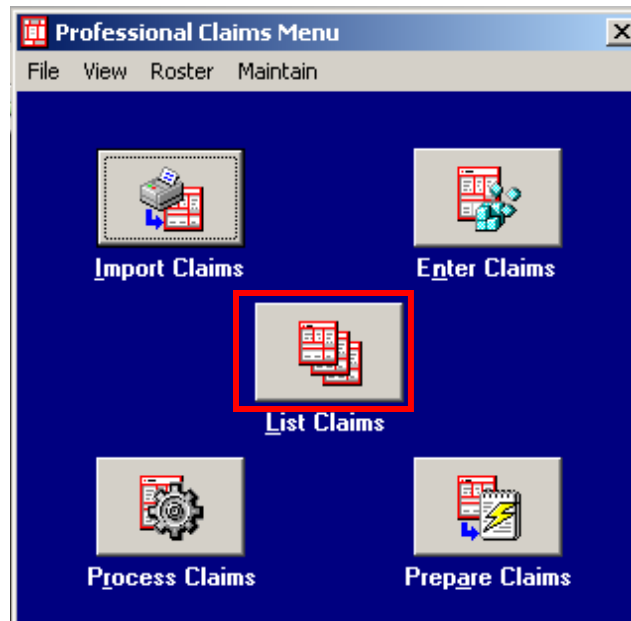 Professional Claims Menu
File View Roster Maintain
Import Claims
Enter Claims
List Claims
Process Claims
Prepare Claims